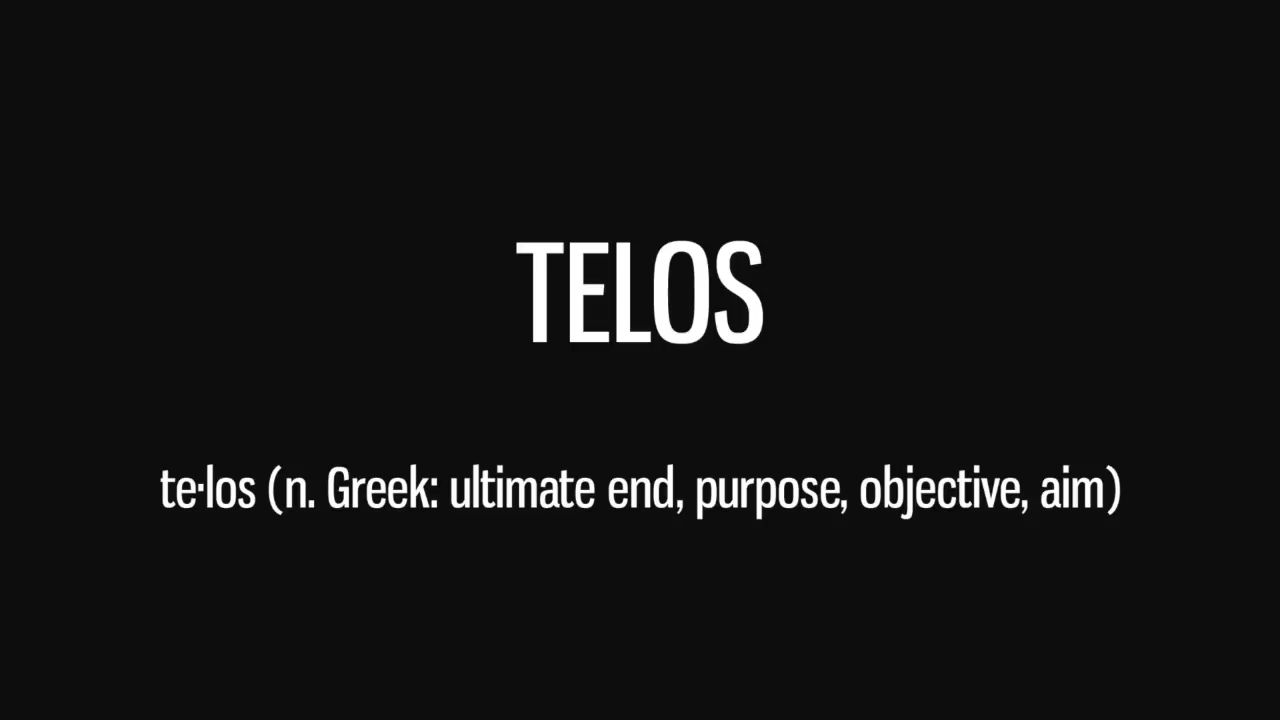 TELOS
te·los (n. Greek: ultimate end, purpose, objective, aim)